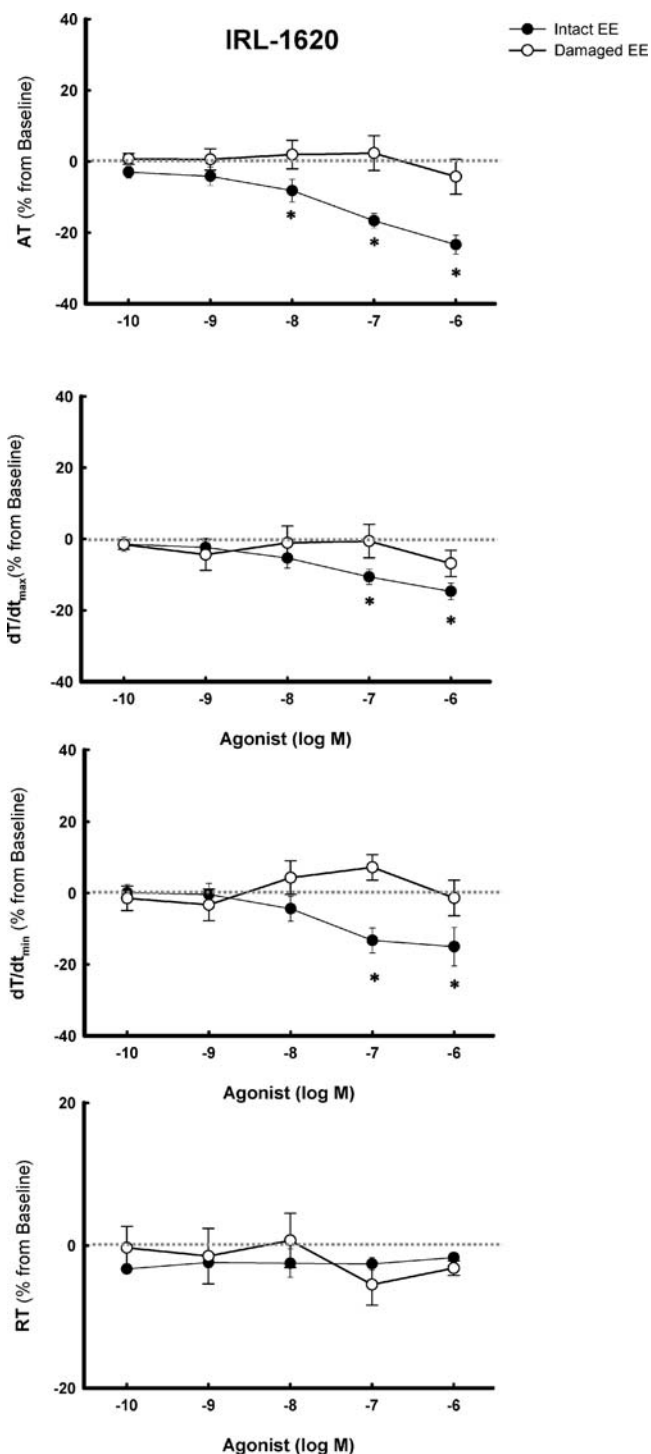 IRL-1620
Intact EE
Damaged EE
AT (% from Baseline)
40
20
0
-20
-40
*
*
*
-10 -9 -8 -7 -6
dT/dtmax(% from Baseline)
40
20
0
-20
-40
*
*
-10 -9 -8 -7 -6
Agonist (log M)
dT/dtmin (% from Baseline)
40
20
0
-20
-40
*
*
-10 -9 -8 -7 -6
Agonist (log M)
RT (% from Baseline)
20
0
-20
-10 -9 -8 -7 -6
Agonist (log M)